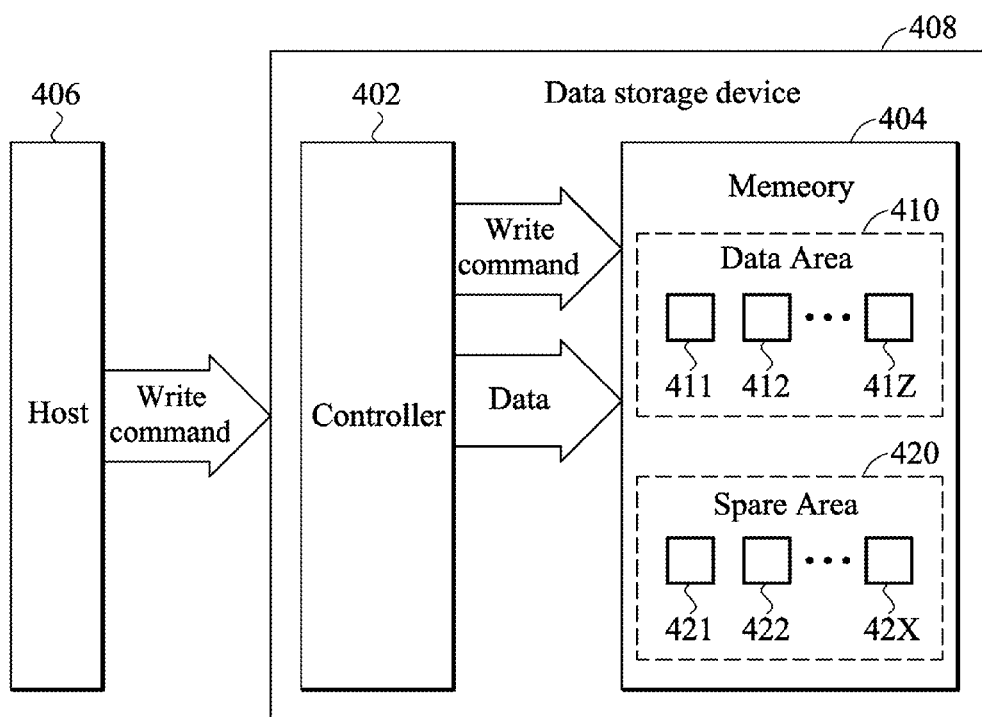 408
406
402
Data storage device
404
Memeory
410
Write
command
Data Area
411
412
41Z
Host
Write
command
Controller
Data
420
Spare Area
421
422
42X